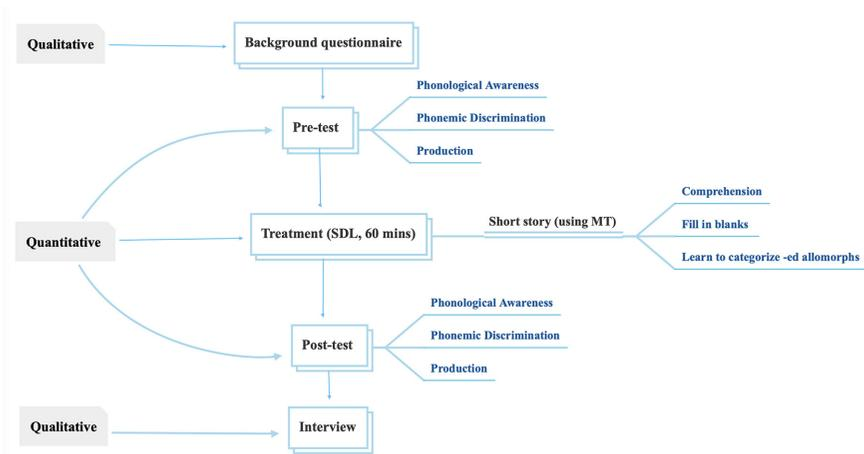 Qualitative
Background questionnaire
Phonological Awareness
Pre-test
Phonemic Discrimination
Production
Comprehension
Quantitative
Treatment (SDL, 60 mins)
Short story (using MT)
Fill in blanks
Learn to categorize -ed allomorphs
Phonological Awareness
Post-test
Phonemic Discrimination
Production
Qualitative
Interview